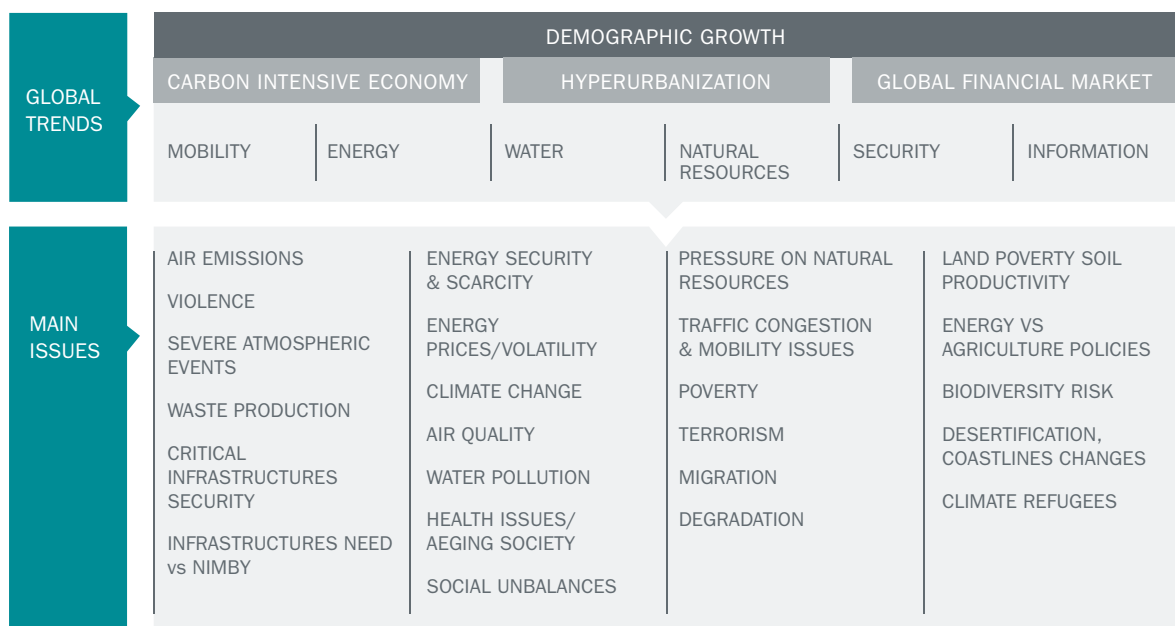 GLOBAL
TRENDS
DEMOGRAPHIC GROWTH
CARBON INTENSIVE ECONOMY
HYPERURBANIZATION
GLOBAL FINANCIAL MARKET
MOBILITY
ENERGY
WATER
NATURAL
RESOURCES
SECURITY
INFORMATION
MAIN
ISSUES
AIR EMISSIONS
VIOLENCE
SEVERE ATMOSPHERIC
EVENTS
WASTE PRODUCTION
CRITICAL
INFRASTRUCTURES
SECURITY
INFRASTRUCTURES NEED
vs NIMBY
ENERGY SECURITY
& SCARCITY
ENERGY
PRICES/VOLATILITY
CLIMATE CHANGE
AIR QUALITY
WATER POLLUTION
HEALTH ISSUES/
AEGING SOCIETY
SOCIAL UNBALANCES
PRESSURE ON NATURAL
RESOURCES
TRAFFIC CONGESTION
& MOBILITY ISSUES
POVERTY
TERRORISM
MIGRATION
DEGRADATION
LAND POVERTY SOIL
PRODUCTIVITY
ENERGY VS
AGRICULTURE POLICIES
BIODIVERSITY RISK
DESERTIFICATION,
COASTLINES CHANGES
CLIMATE REFUGEES